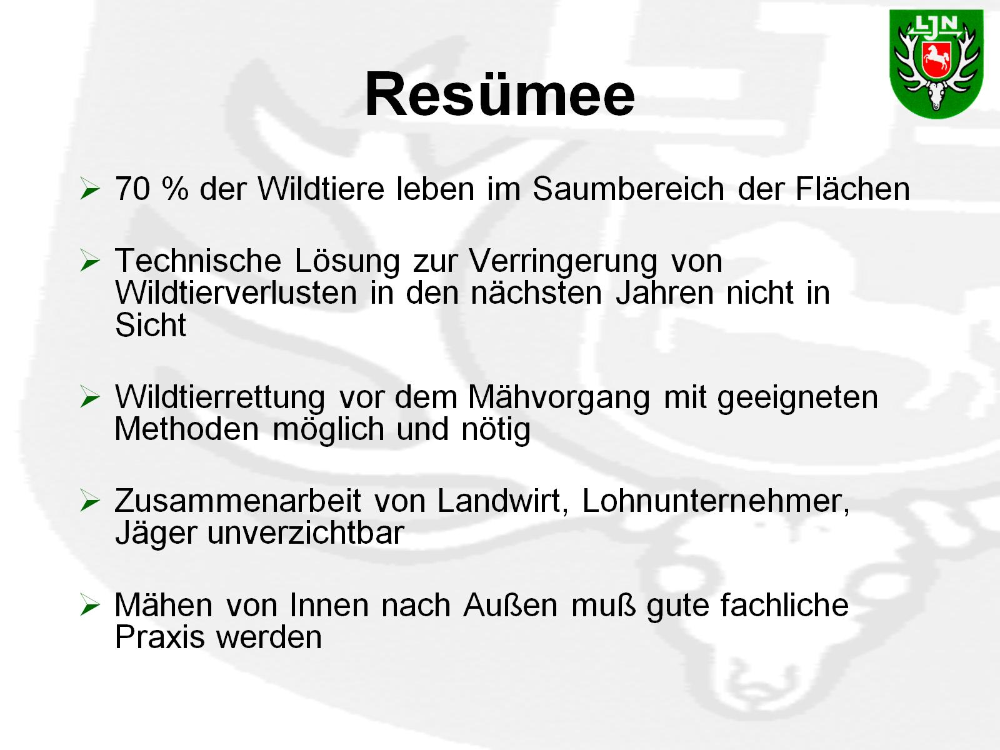 LJN
Resümee
70 % der Wildtiere leben im Saumbereich der Flächen
Technische Lösung zur Verringerung von
Wildtierverlusten in den nächsten Jahren nicht in
Sicht
Wildtierrettung vor dem Mähvorgang mit geeigneten
Methoden möglich und nötig
Zusammenarbeit von Landwirt, Lohnunternehmer,
Jäger unverzichtbar
Mähen von Innen nach Außen muß gute fachliche
Praxis werden